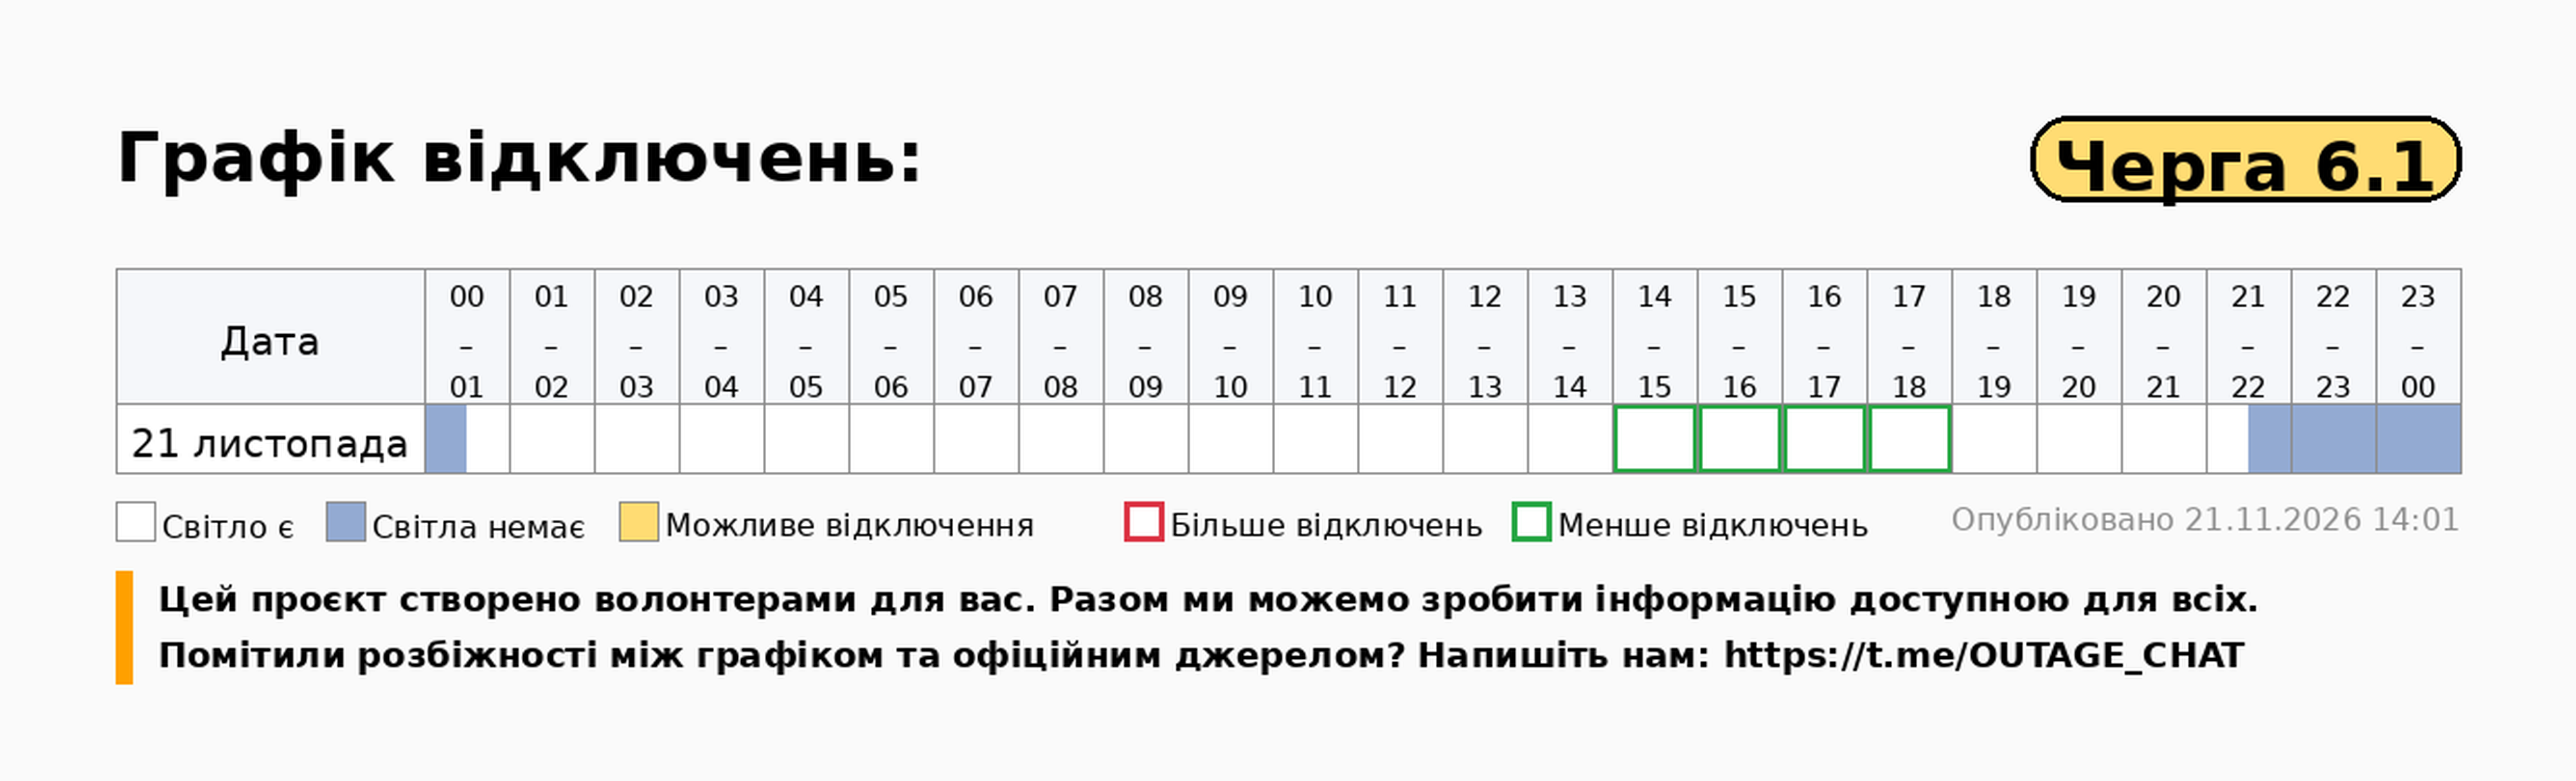 Графік відключень:
Черга 6.1
Дата
00 – 01
01 – 02
02 – 03
03 – 04
04 – 05
05 – 06
06 – 07
07 – 08
08 – 09
09 – 10
10 – 11
11 – 12
12 – 13
13 – 14
14 – 15
15 – 16
16 – 17
17 – 18
18 – 19
19 – 20
20 – 21
21 – 22
22 – 23
23 – 00
21 листопада
Світло є
Світла немає
Можливе відключення
Більше відключень
Менше відключень
Опубліковано 21.11.2026 14:01
Цей проєкт створено волонтерами для вас. Разом ми можемо зробити інформацію доступною для всіх.
Помітили розбіжності між графіком та офіційним джерелом? Напишіть нам: https://t.me/OUTAGE_CHAT